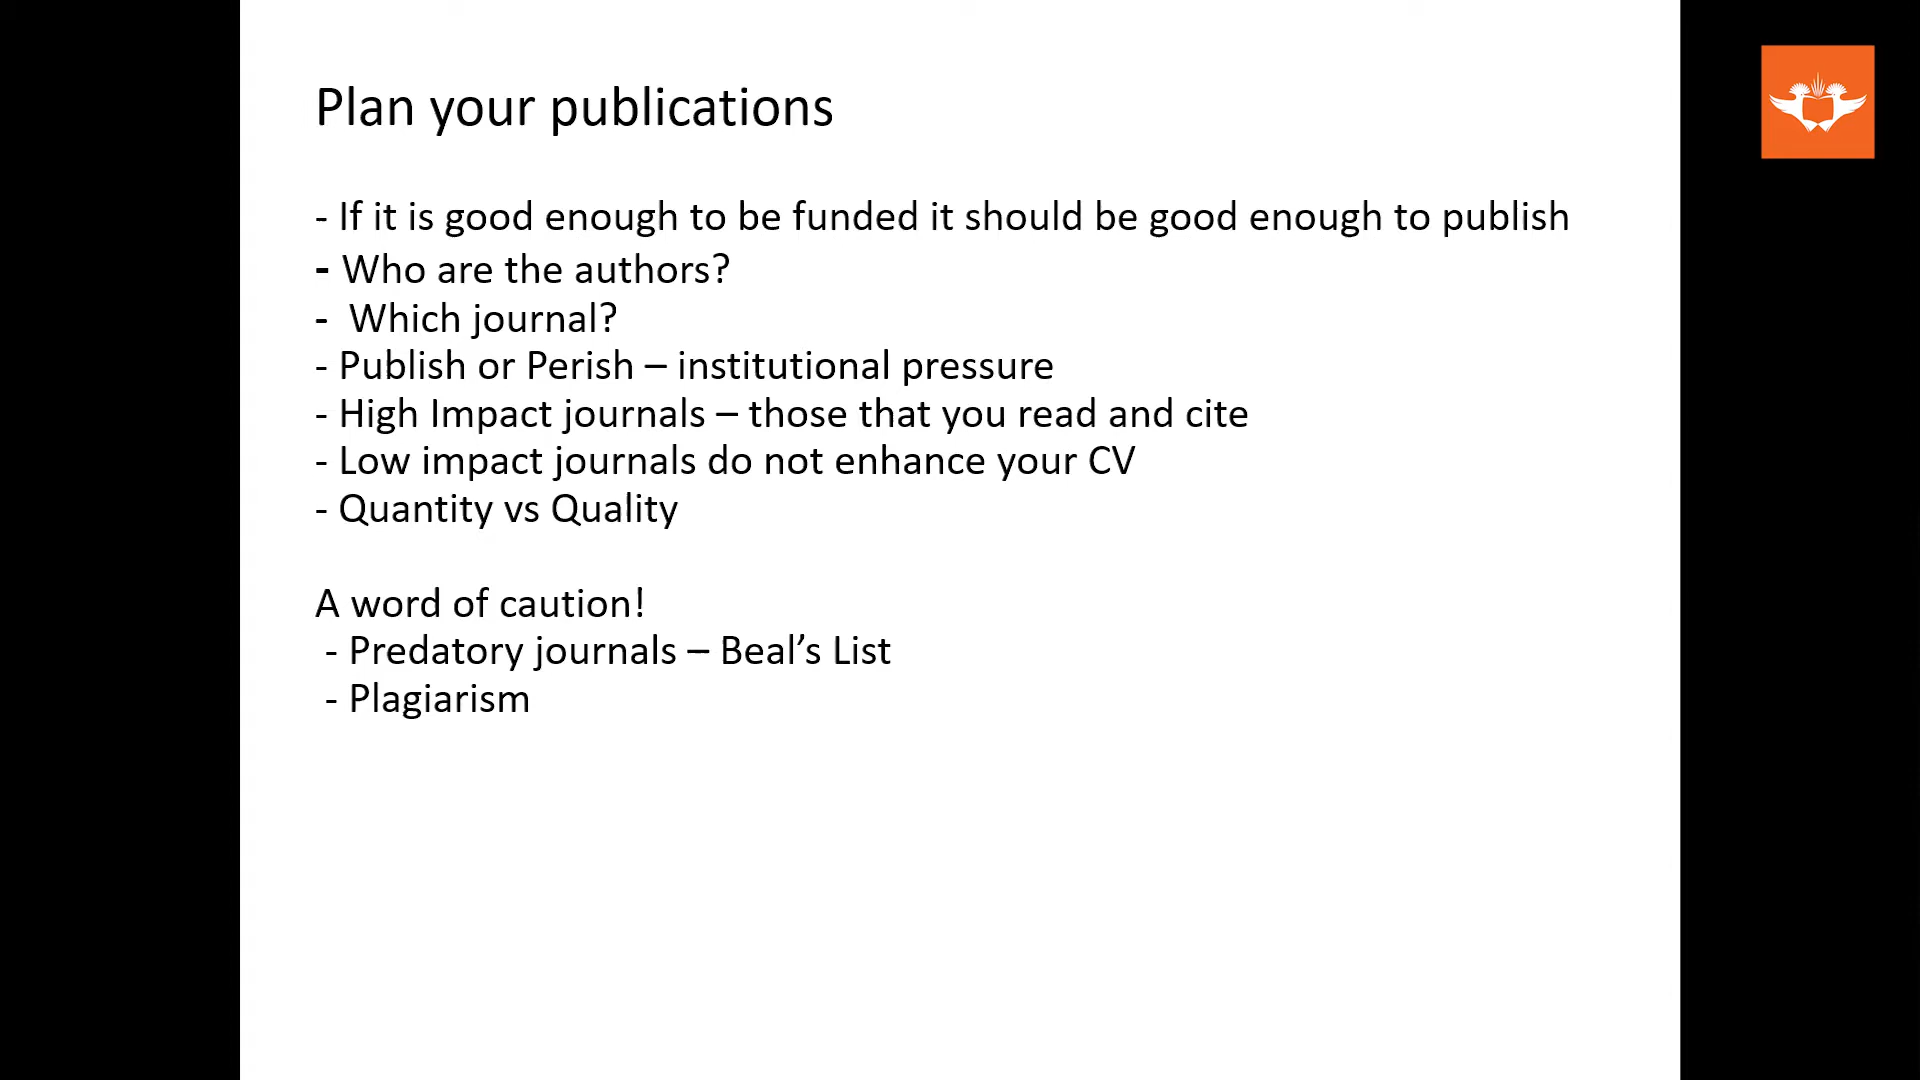 Plan your publications
- If it is good enough to be funded it should be good enough to publish
- Who are the authors?
- Which journal?
- Publish or Perish – institutional pressure
- High Impact journals – those that you read and cite
- Low impact journals do not enhance your CV
- Quantity vs Quality
A word of caution!
- Predatory journals – Beal’s List
- Plagiarism